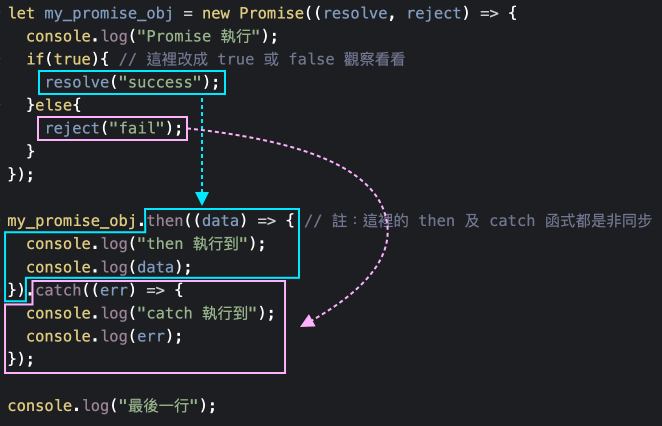 let my_promise_obj = new Promise((resolve, reject) => {
  console.log("Promise 執行");
  if(true){ // 這裡改成 true 或 false 觀察看看
    resolve("success");
  }else{
    reject("fail");
  }
});

my_promise_obj.then((data) => { // 註：這裡的 then 及 catch 函式都是非同步
  console.log("then 執行到");
  console.log(data);
}).catch((err) => {
  console.log("catch 執行到");
  console.log(err);
});

console.log("最後一行");